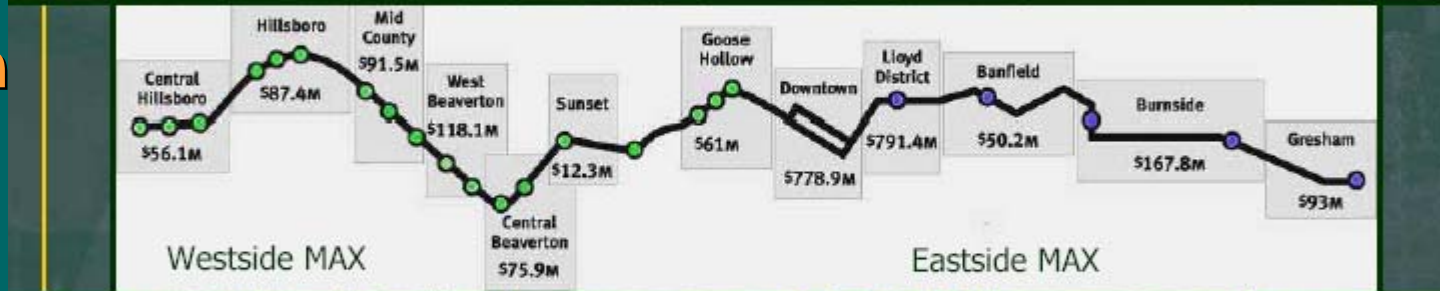 Central
Hillsboro
$56.1M
Hillsboro
$87.4M
Mid
County
$91.5M
West
Beaverton
$118.1M
Central
Beaverton
$75.9M
Sunset
$12.3M
Goose
Hollow
$61M
Downtown
$778.9M
Lloyd
District
$791.4M
Banfield
$50.2M
Burnside
$167.8M
Gresham
$93M
Westside MAX
Eastside MAX